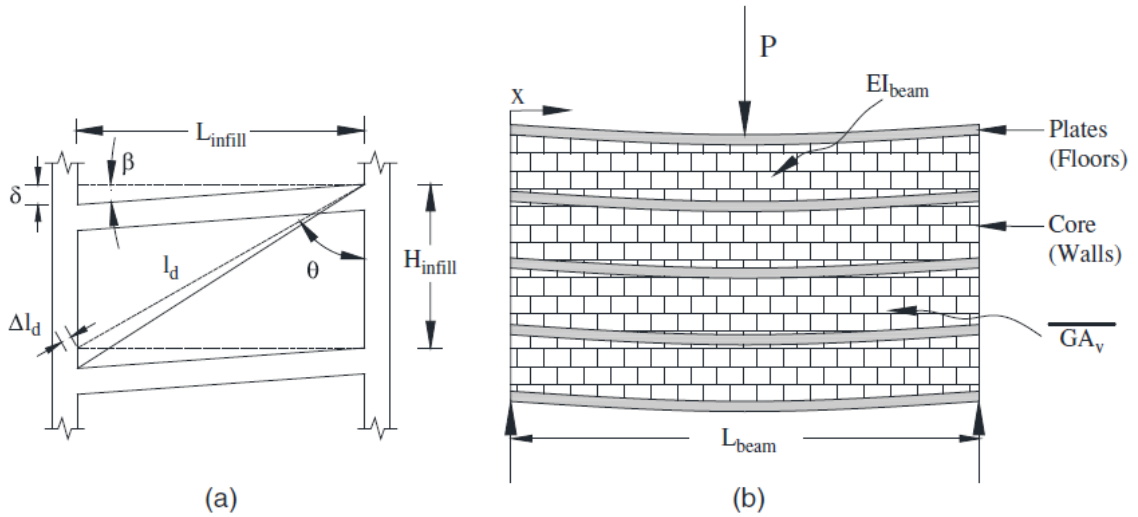 L_infill
β
δ
l_d
θ
H_infill
Δl_d
(a)
P
X
EI_beam
Plates
(Floors)
Core
(Walls)
GA_v
L_beam
(b)